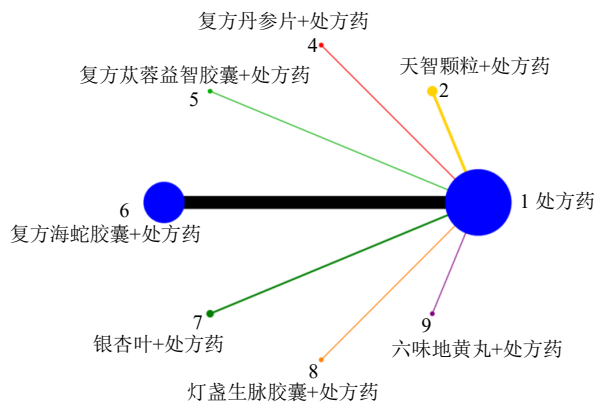 复方丹参片+处方药
4
天智颗粒+处方药
2
复方苁蓉益智胶囊+处方药
5
1 处方药
6
复方海蛇胶囊+处方药
7
银杏叶+处方药
9
六味地黄丸+处方药
8
灯盏生脉胶囊+处方药